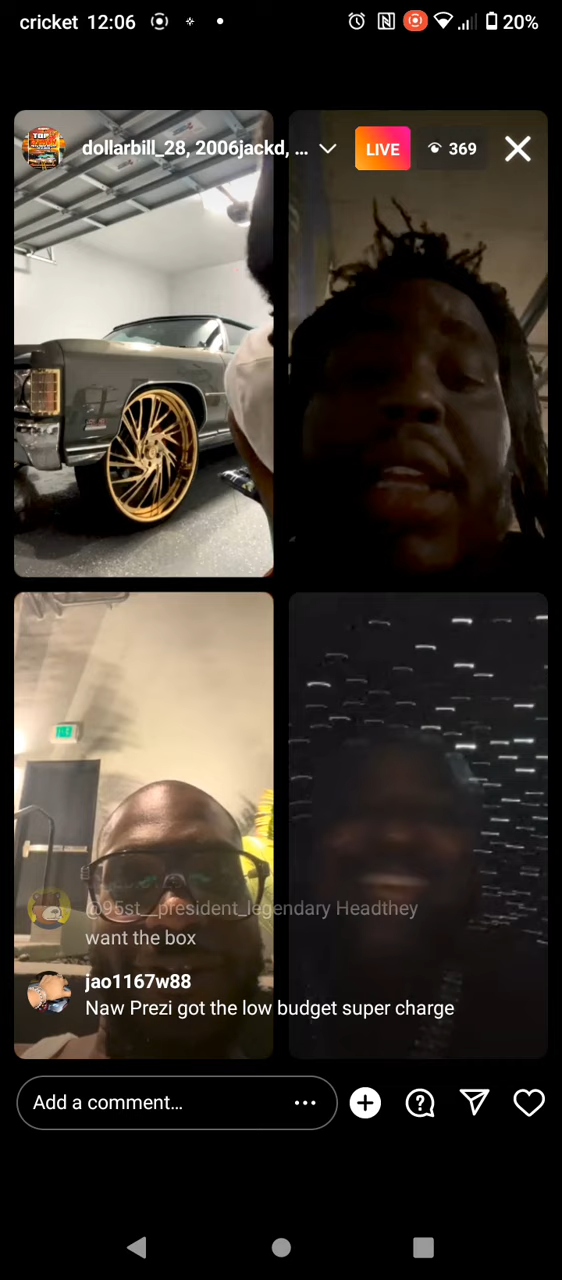 cricket 12:06 20%
TOP
dollarbill_28, 2006jackd, ... LIVE 369
@95st__president_legendary Headthey
want the box
jao1167w88
Naw Prezi got the low budget super charge
Add a comment...